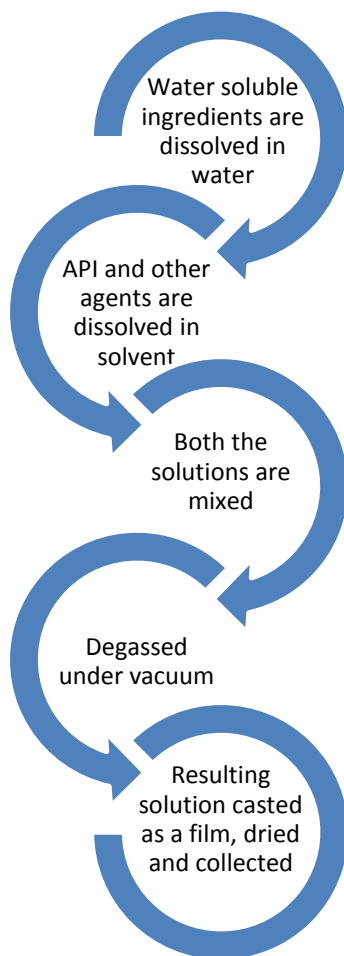 Water soluble
ingredients are
dissolved in
water
API and other
agents are
dissolved in
solvent
Both the
solutions are
mixed
Degassed
under vacuum
Resulting
solution casted
as a film, dried
and collected